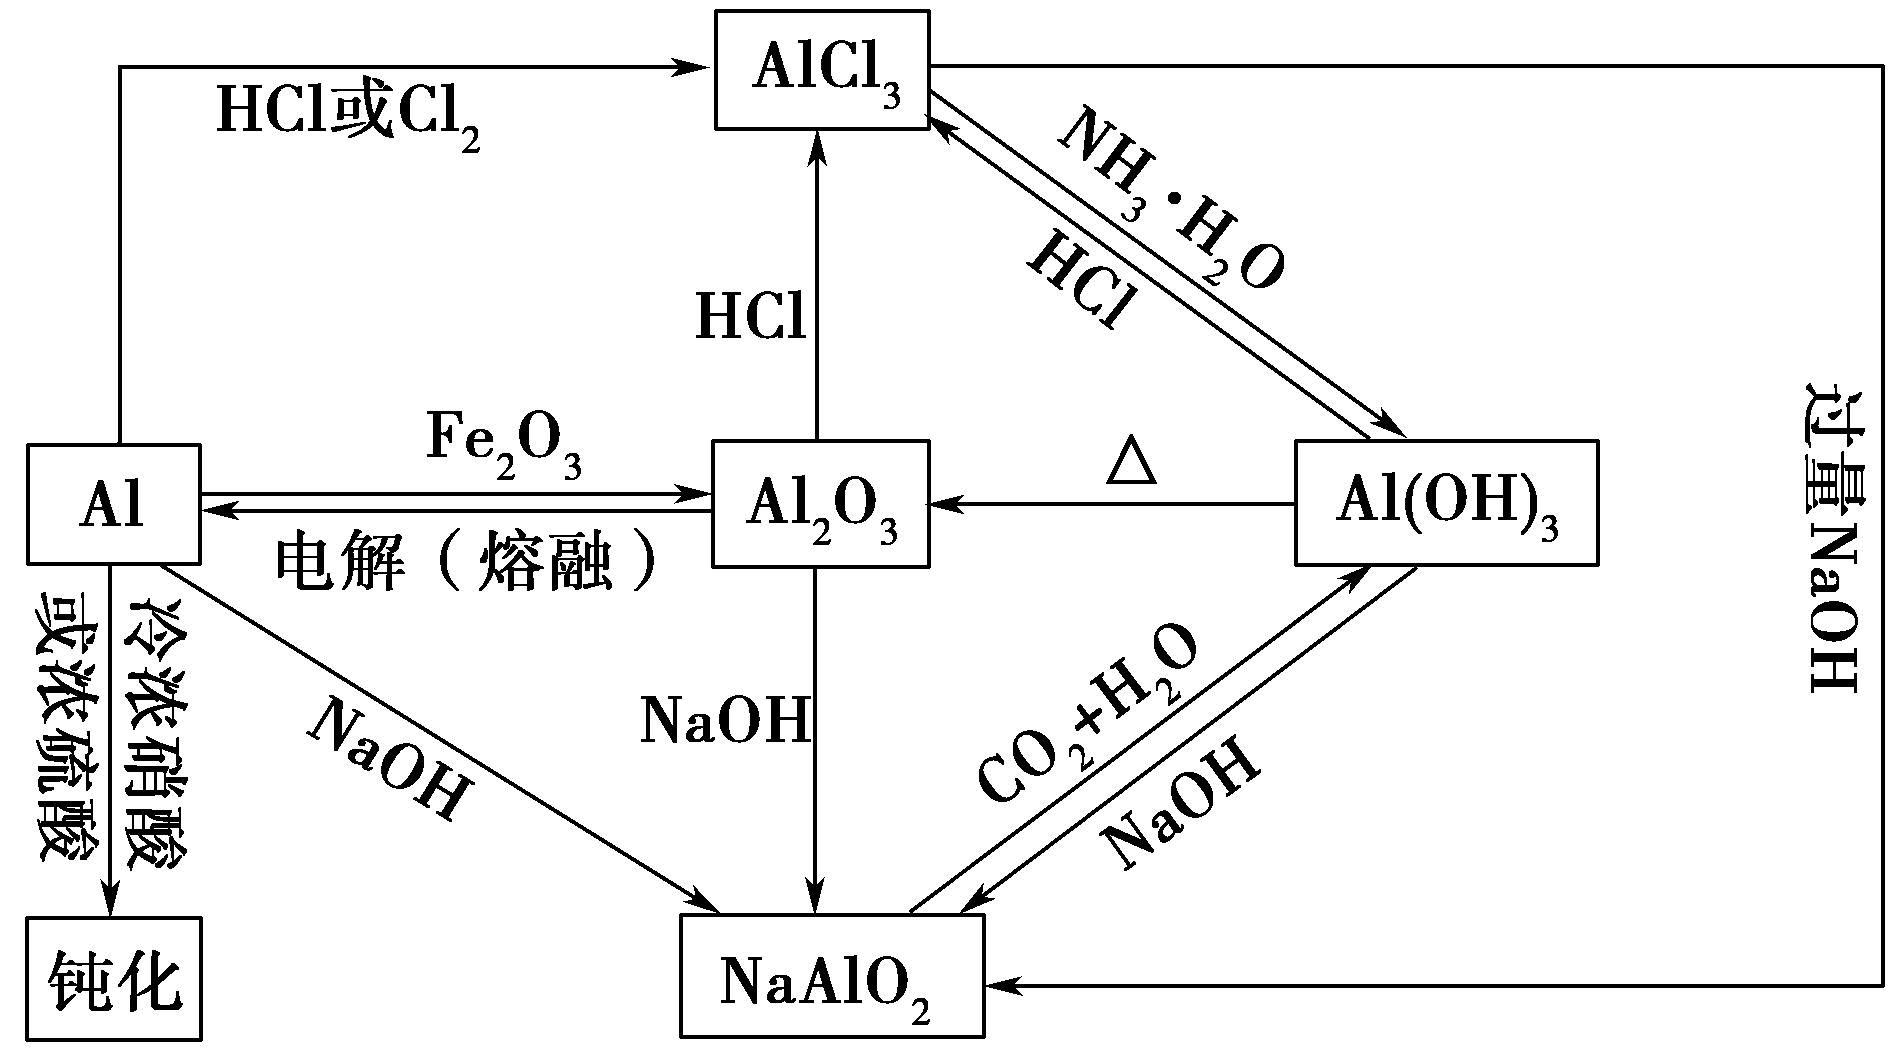 AlCl₃
HCl或Cl₂
NH₃·H₂O
HCl
HCl
过量NaOH
Fe₂O₃
△
Al
Al₂O₃
Al(OH)₃
电解（熔融）
冷浓硝酸
或浓硫酸
NaOH
NaOH
CO₂+H₂O
NaOH
钝化
NaAlO₂